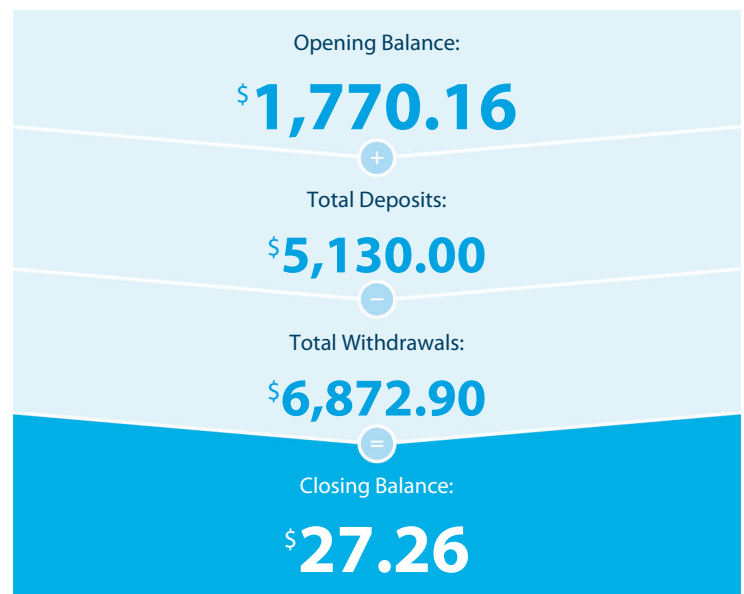 Opening Balance:
$1,770.16
+
Total Deposits:
$5,130.00
−
Total Withdrawals:
$6,872.90
=
Closing Balance:
$27.26